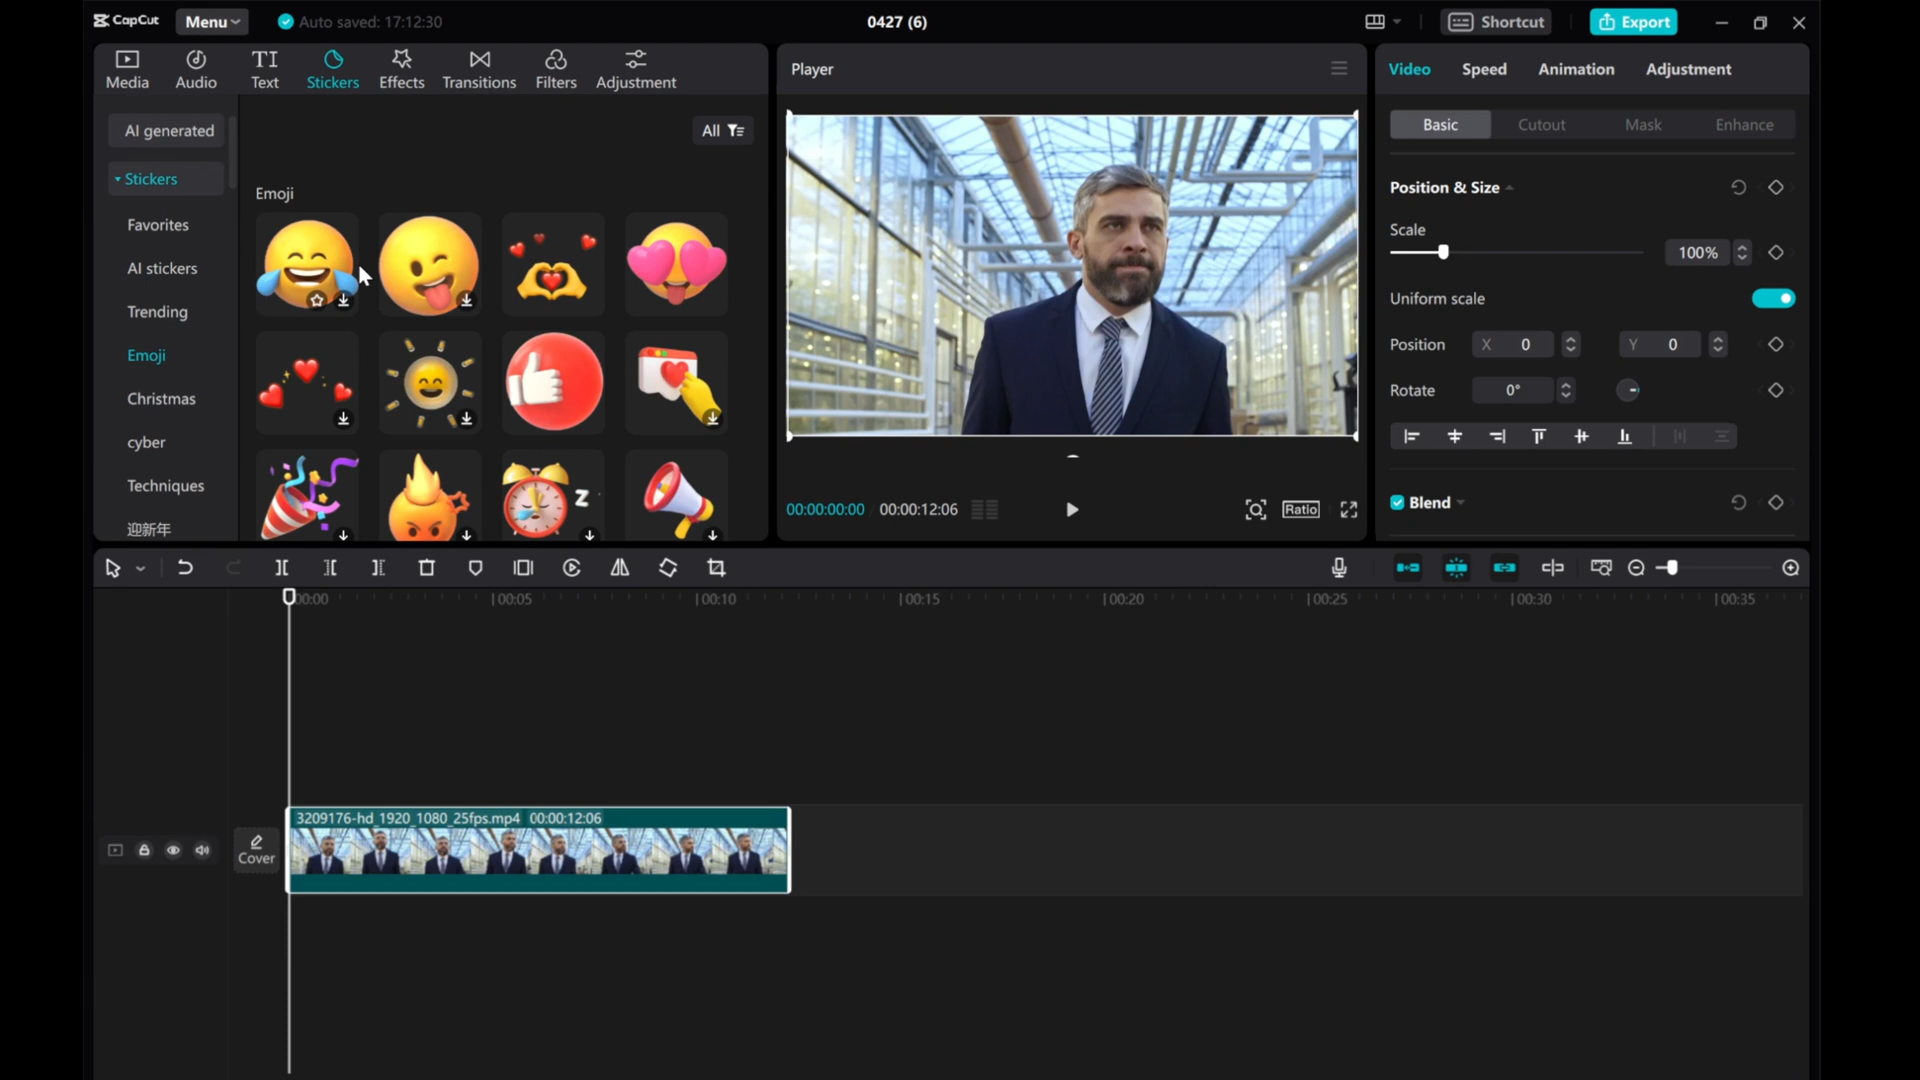 CapCut
Menu
Auto saved: 17:12:30
0427 (6)
Shortcut
Export
Media
Audio
TI
Text
Stickers
Effects
Transitions
Filters
Adjustment
AI generated
Stickers
Favorites
AI stickers
Trending
Emoji
Christmas
cyber
Techniques
迎新年
All
Emoji
Z
Player
00:00:00:00
00:00:12:06
Ratio
Video
Speed
Animation
Adjustment
Basic
Cutout
Mask
Enhance
Position & Size
Scale
100%
Uniform scale
Position
X 0
Y 0
Rotate
0°
Blend
00:00
00:05
00:10
00:15
00:20
00:25
00:30
00:35
Cover
3209176-hd_1920_1080_25fps.mp4 00:00:12:06